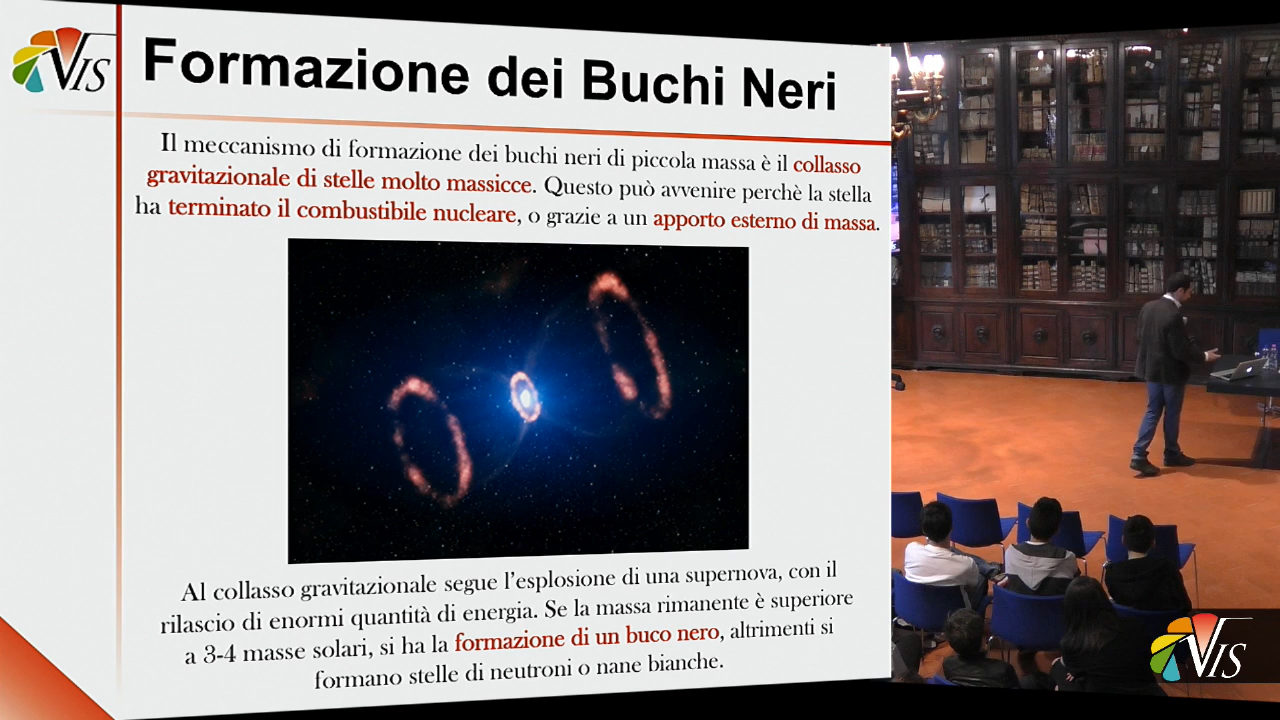 VIS
Formazione dei Buchi Neri
Il meccanismo di formazione dei buchi neri di piccola massa è il collasso
gravitazionale di stelle molto massicce. Questo può avvenire perchè la stella
ha terminato il combustibile nucleare, o grazie a un apporto esterno di massa.
Al collasso gravitazionale segue l'esplosione di una supernova, con il
rilascio di enormi quantità di energia. Se la massa rimanente è superiore
a 3-4 masse solari, si ha la formazione di un buco nero, altrimenti si
formano stelle di neutroni o nane bianche.
VIS